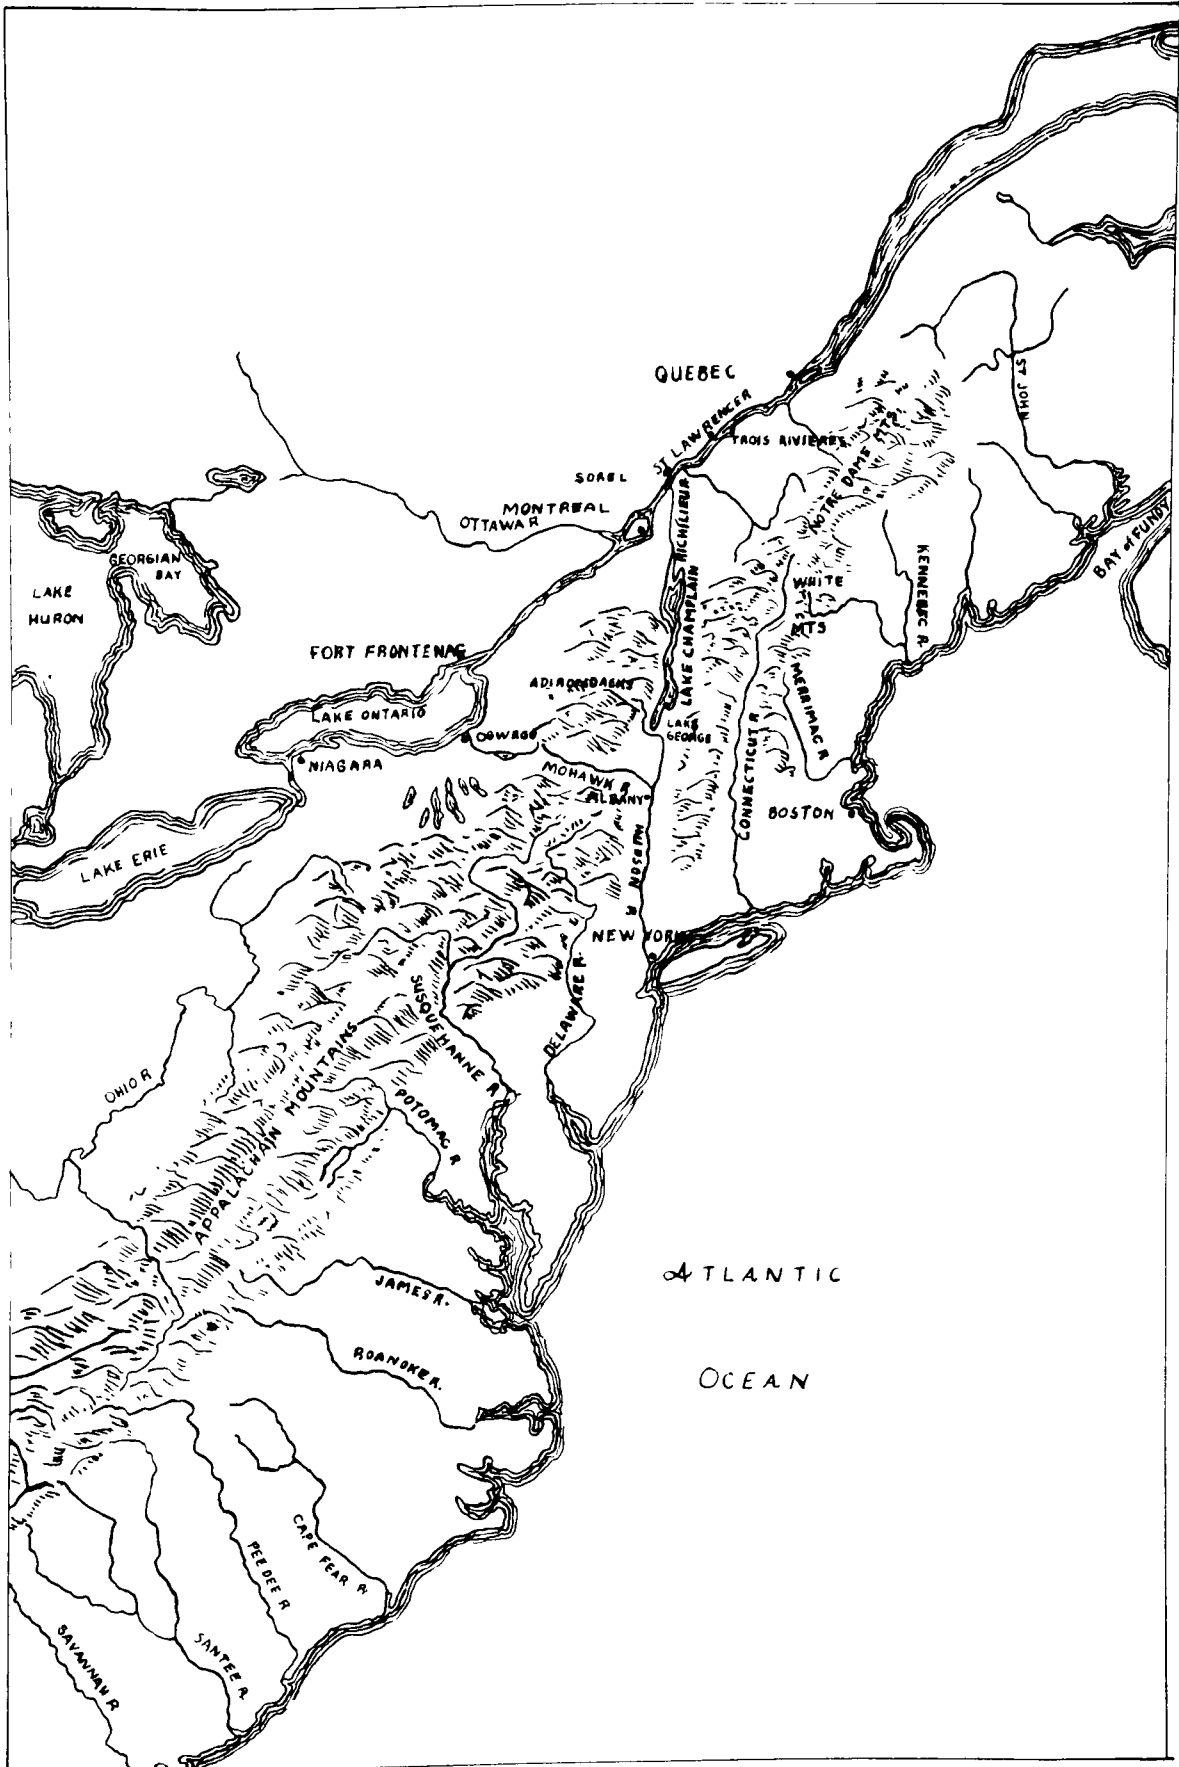 QUEBEC
ST LAWRENCER
TROIS RIVIERES
NOTRE DAME MTS.
ST JOHN
SOREL
MONTREAL
OTTAWA R
RICHILIEUR
BAY of FUNDY
GEORGIAN
BAY
LAKE
HURON
WHITE
MTS
KENNEBEC R.
FORT FRONTENAC
LAKE CHAMPLAIN
ADIRONDACKS
MERRIMAC R
LAKE ONTARIO
LAKE
GEORGE
OSWEGO
NIAGARA
MOHAWK R
ALBANY
CONNECTICUT R
BOSTON
LAKE ERIE
HUDSON R
NEW YORK
SUSQUEHANNE R
DELAWARE R.
OHIO R
APPALACHAIN MOUNTAINS
POTOMAC R
ATLANTIC
OCEAN
JAMES R.
ROANOKE R.
CAPE FEAR R.
PEEDEE R
SANTEE R.
SAVANNAH R